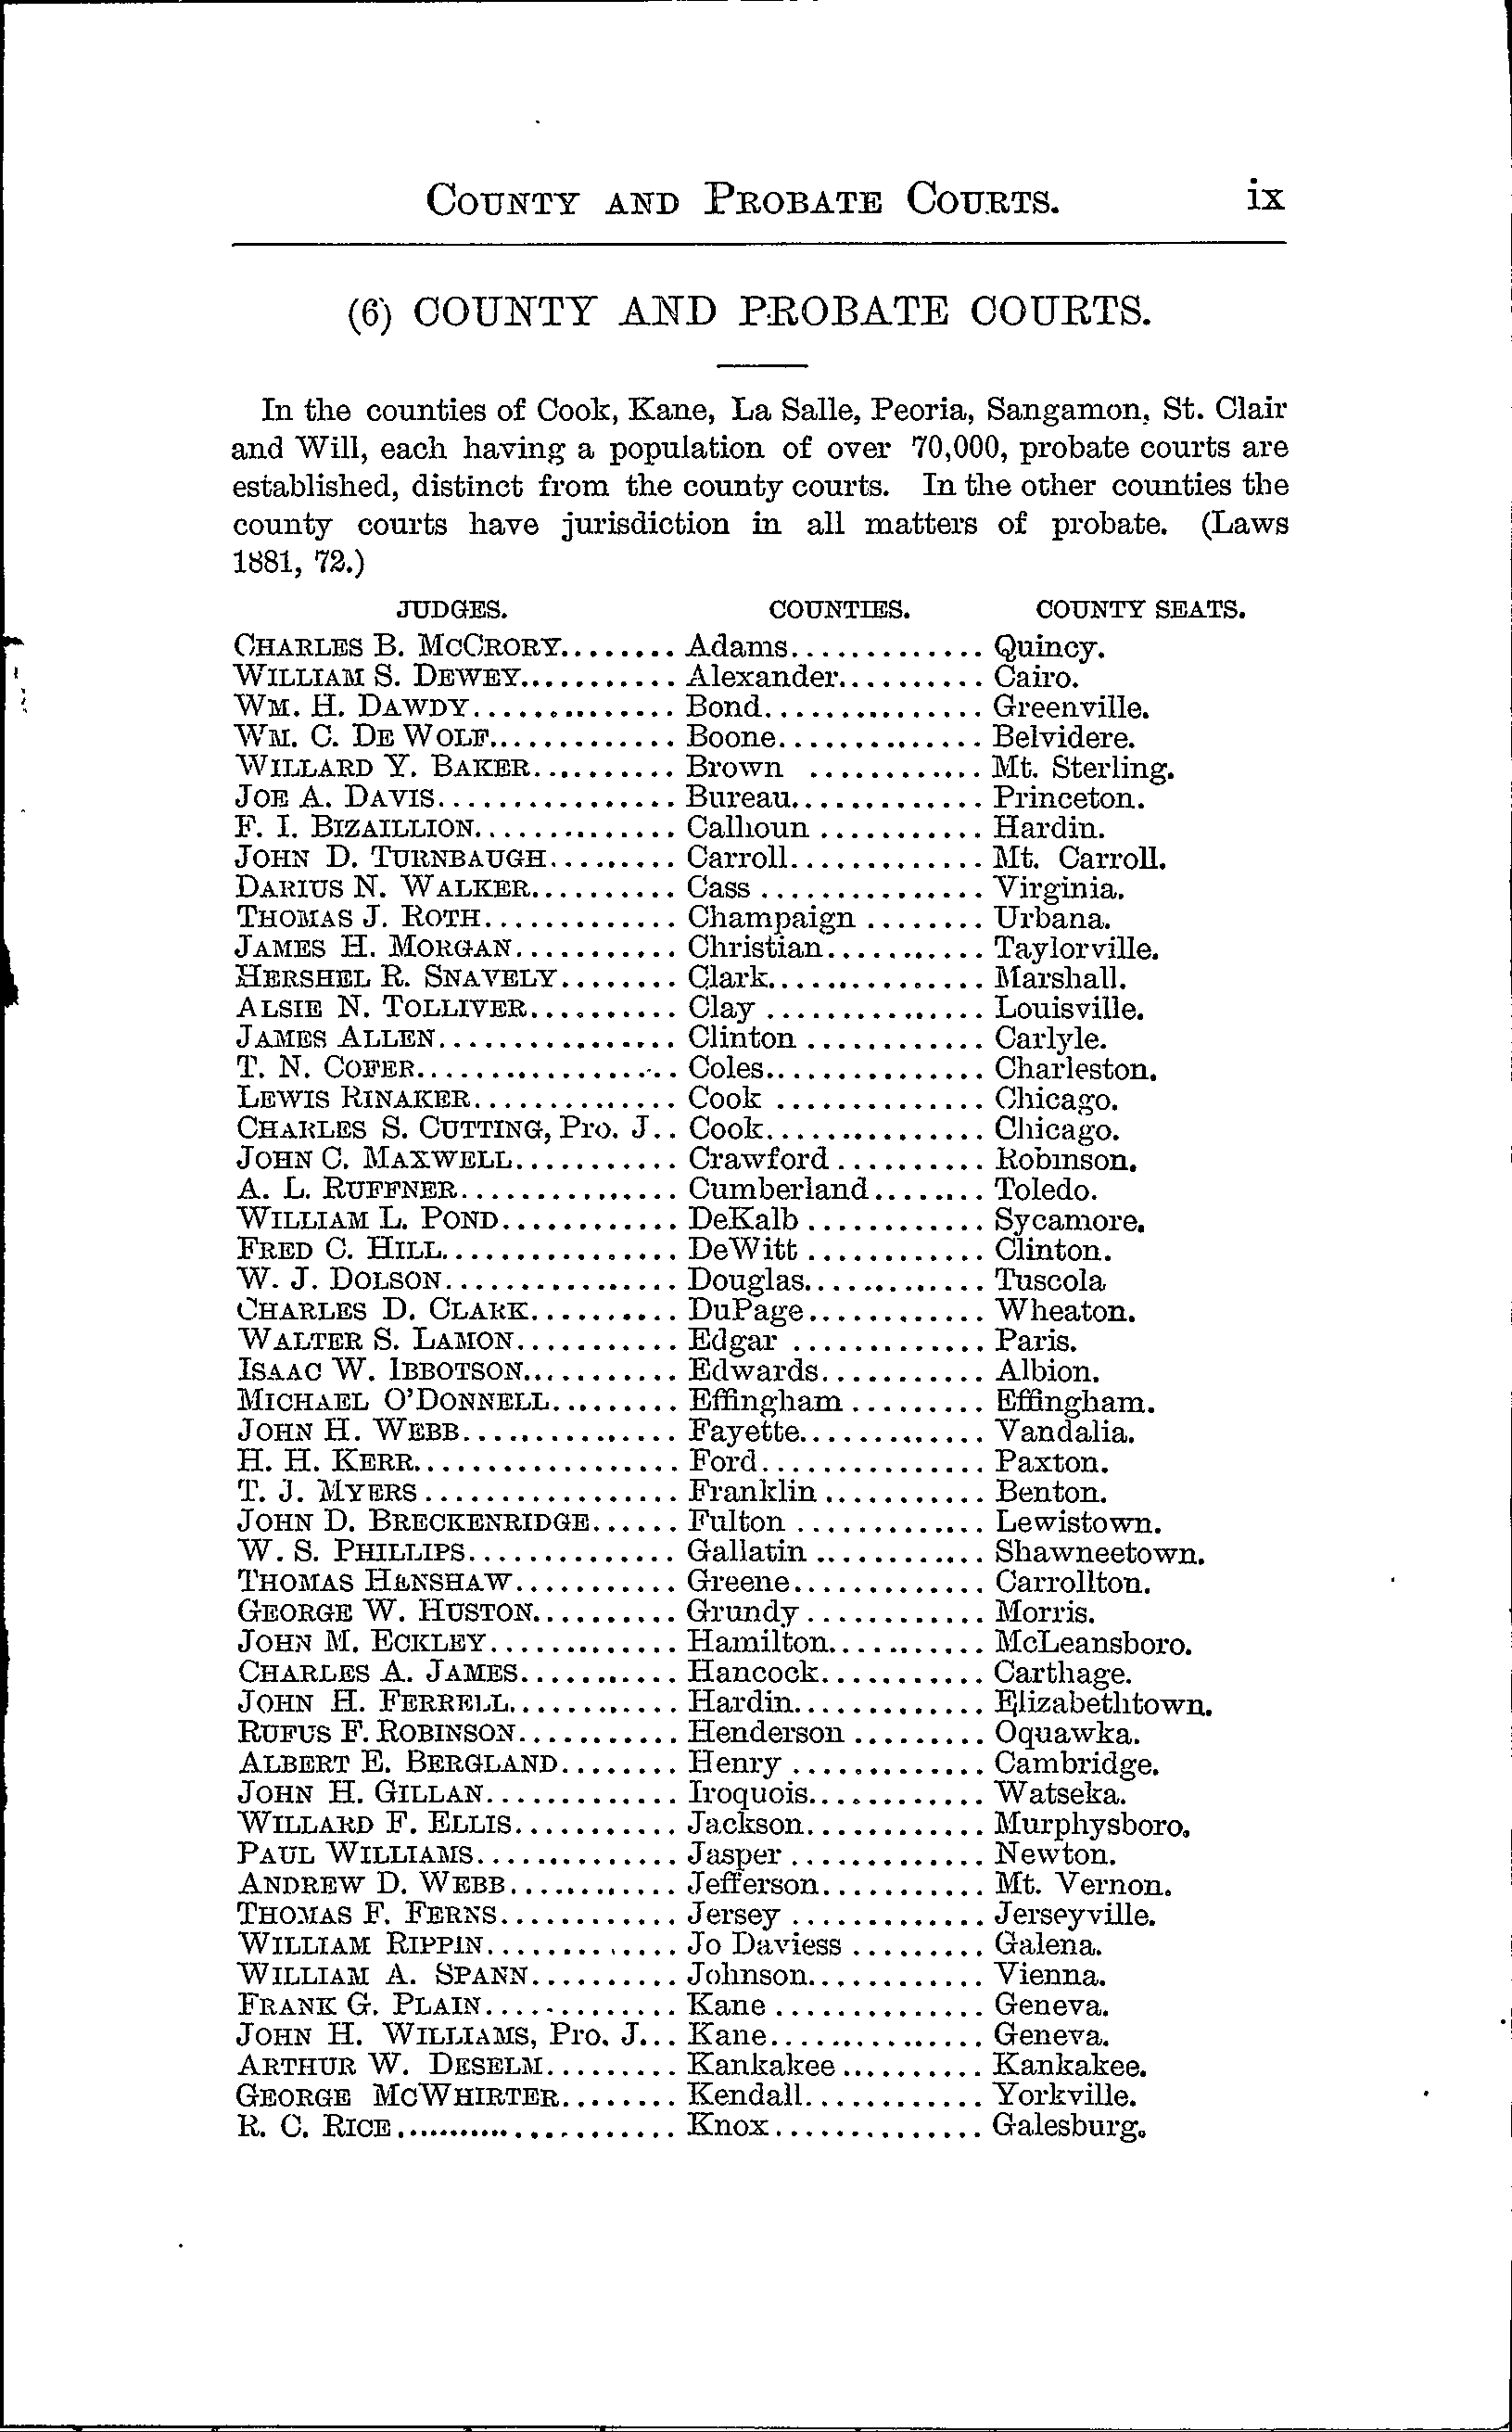 COUNTY AND PROBATE COURTS. ix
(6) COUNTY AND PROBATE COURTS.
In the counties of Cook, Kane, La Salle, Peoria, Sangamon, St. Clair
and Will, each having a population of over 70,000, probate courts are
established, distinct from the county courts. In the other counties the
county courts have jurisdiction in all matters of probate. (Laws
1881, 72.)
JUDGES. COUNTIES. COUNTY SEATS.
CHARLES B. MCCRORY........ Adams............. Quincy.
WILLIAM S. DEWEY........... Alexander.......... Cairo.
WM. H. DAWDY.............. Bond............... Greenville.
WM. C. DE WOLF............. Boone.............. Belvidere.
WILLARD Y. BAKER.......... Brown ............ Mt. Sterling.
JOE A. DAVIS................ Bureau............. Princeton.
F. I. BIZAILLION.............. Calhoun ........... Hardin.
JOHN D. TURNBAUGH......... Carroll............. Mt. Carroll.
DARIUS N. WALKER.......... Cass ............... Virginia.
THOMAS J. ROTH............. Champaign ........ Urbana.
JAMES H. MORGAN........... Christian........... Taylorville.
HERSHEL R. SNAVELY........ Clark............... Marshall.
ALSIE N. TOLLIVER.......... Clay ............... Louisville.
JAMES ALLEN................ Clinton ............ Carlyle.
T. N. COFER.................. Coles............... Charleston.
LEWIS RINAKER.............. Cook .............. Chicago.
CHARLES S. CUTTING, Pro. J.. Cook............... Chicago.
JOHN C. MAXWELL........... Crawford .......... Robinson.
A. L. RUFFNER............... Cumberland........ Toledo.
WILLIAM L. POND............ DeKalb ............ Sycamore.
FRED C. HILL................ DeWitt ............ Clinton.
W. J. DOLSON................ Douglas............ Tuscola
CHARLES D. CLARK.......... DuPage............ Wheaton.
WALTER S. LAMON........... Edgar ............. Paris.
ISAAC W. IBBOTSON........... Edwards........... Albion.
MICHAEL O'DONNELL......... Effingham ......... Effingham.
JOHN H. WEBB............... Fayette............. Vandalia.
H. H. KERR.................. Ford............... Paxton.
T. J. MYERS................. Franklin ........... Benton.
JOHN D. BRECKENRIDGE...... Fulton ............. Lewistown.
W. S. PHILLIPS.............. Gallatin ............ Shawneetown.
THOMAS HENSHAW........... Greene............. Carrollton.
GEORGE W. HUSTON.......... Grundy ............ Morris.
JOHN M. ECKLEY............. Hamilton........... McLeansboro.
CHARLES A. JAMES........... Hancock........... Carthage.
JOHN H. FERRELL............ Hardin............. Elizabethtown.
RUFUS F. ROBINSON........... Henderson ......... Oquawka.
ALBERT E. BERGLAND........ Henry ............. Cambridge.
JOHN H. GILLAN............. Iroquois............ Watseka.
WILLARD F. ELLIS........... Jackson............ Murphysboro.
PAUL WILLIAMS.............. Jasper ............. Newton.
ANDREW D. WEBB............ Jefferson........... Mt. Vernon.
THOMAS F. FERNS............ Jersey ............. Jerseyville.
WILLIAM RIPPIN............. Jo Daviess ......... Galena.
WILLIAM A. SPANN.......... Johnson............ Vienna.
FRANK G. PLAIN............. Kane .............. Geneva.
JOHN H. WILLIAMS, Pro. J... Kane............... Geneva.
ARTHUR W. DESELM......... Kankakee .......... Kankakee.
GEORGE MCWHIRTER........ Kendall............ Yorkville.
R. C. RICE...................... Knox.............. Galesburg.